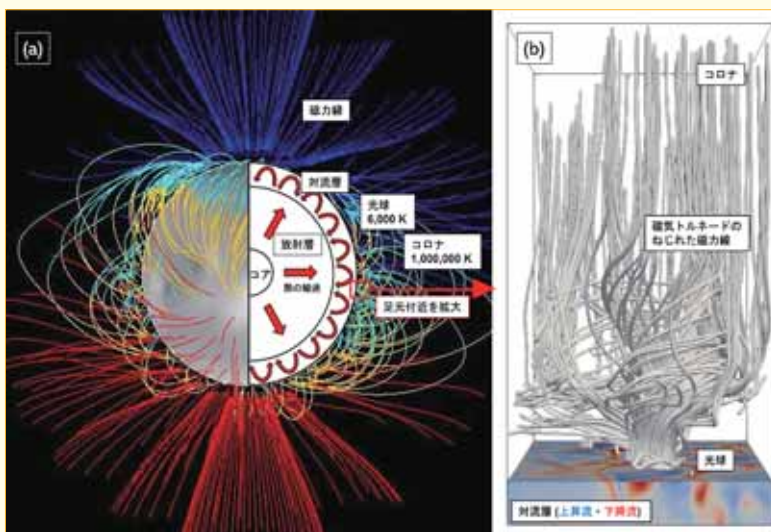 (a)
磁力線
対流層
光球
6,000 K
放射層
コロナ
1,000,000 K
コア
熱の輸送
足元付近を拡大
(b)
コロナ
磁気トルネードの
ねじれた磁力線
光球
対流層 (上昇流・下降流)